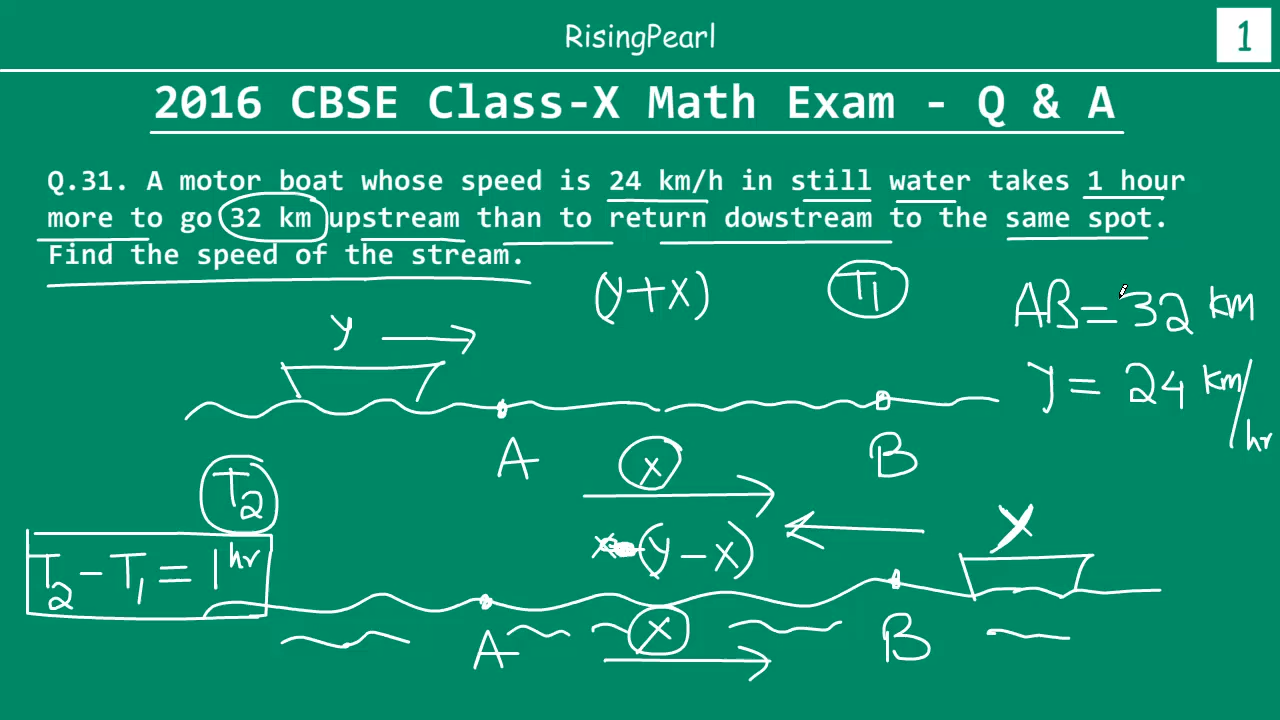 RisingPearl
1
2016 CBSE Class-X Math Exam - Q & A
Q.31. A motor boat whose speed is 24 km/h in still water takes 1 hour
more to go 32 km upstream than to return dowstream to the same spot.
Find the speed of the stream.
(y+x)
T1
AB = 32 km
y
y = 24 km/hr
A
B
x
T2
(y - x)
T2 - T1 = 1 hr
A
x
B